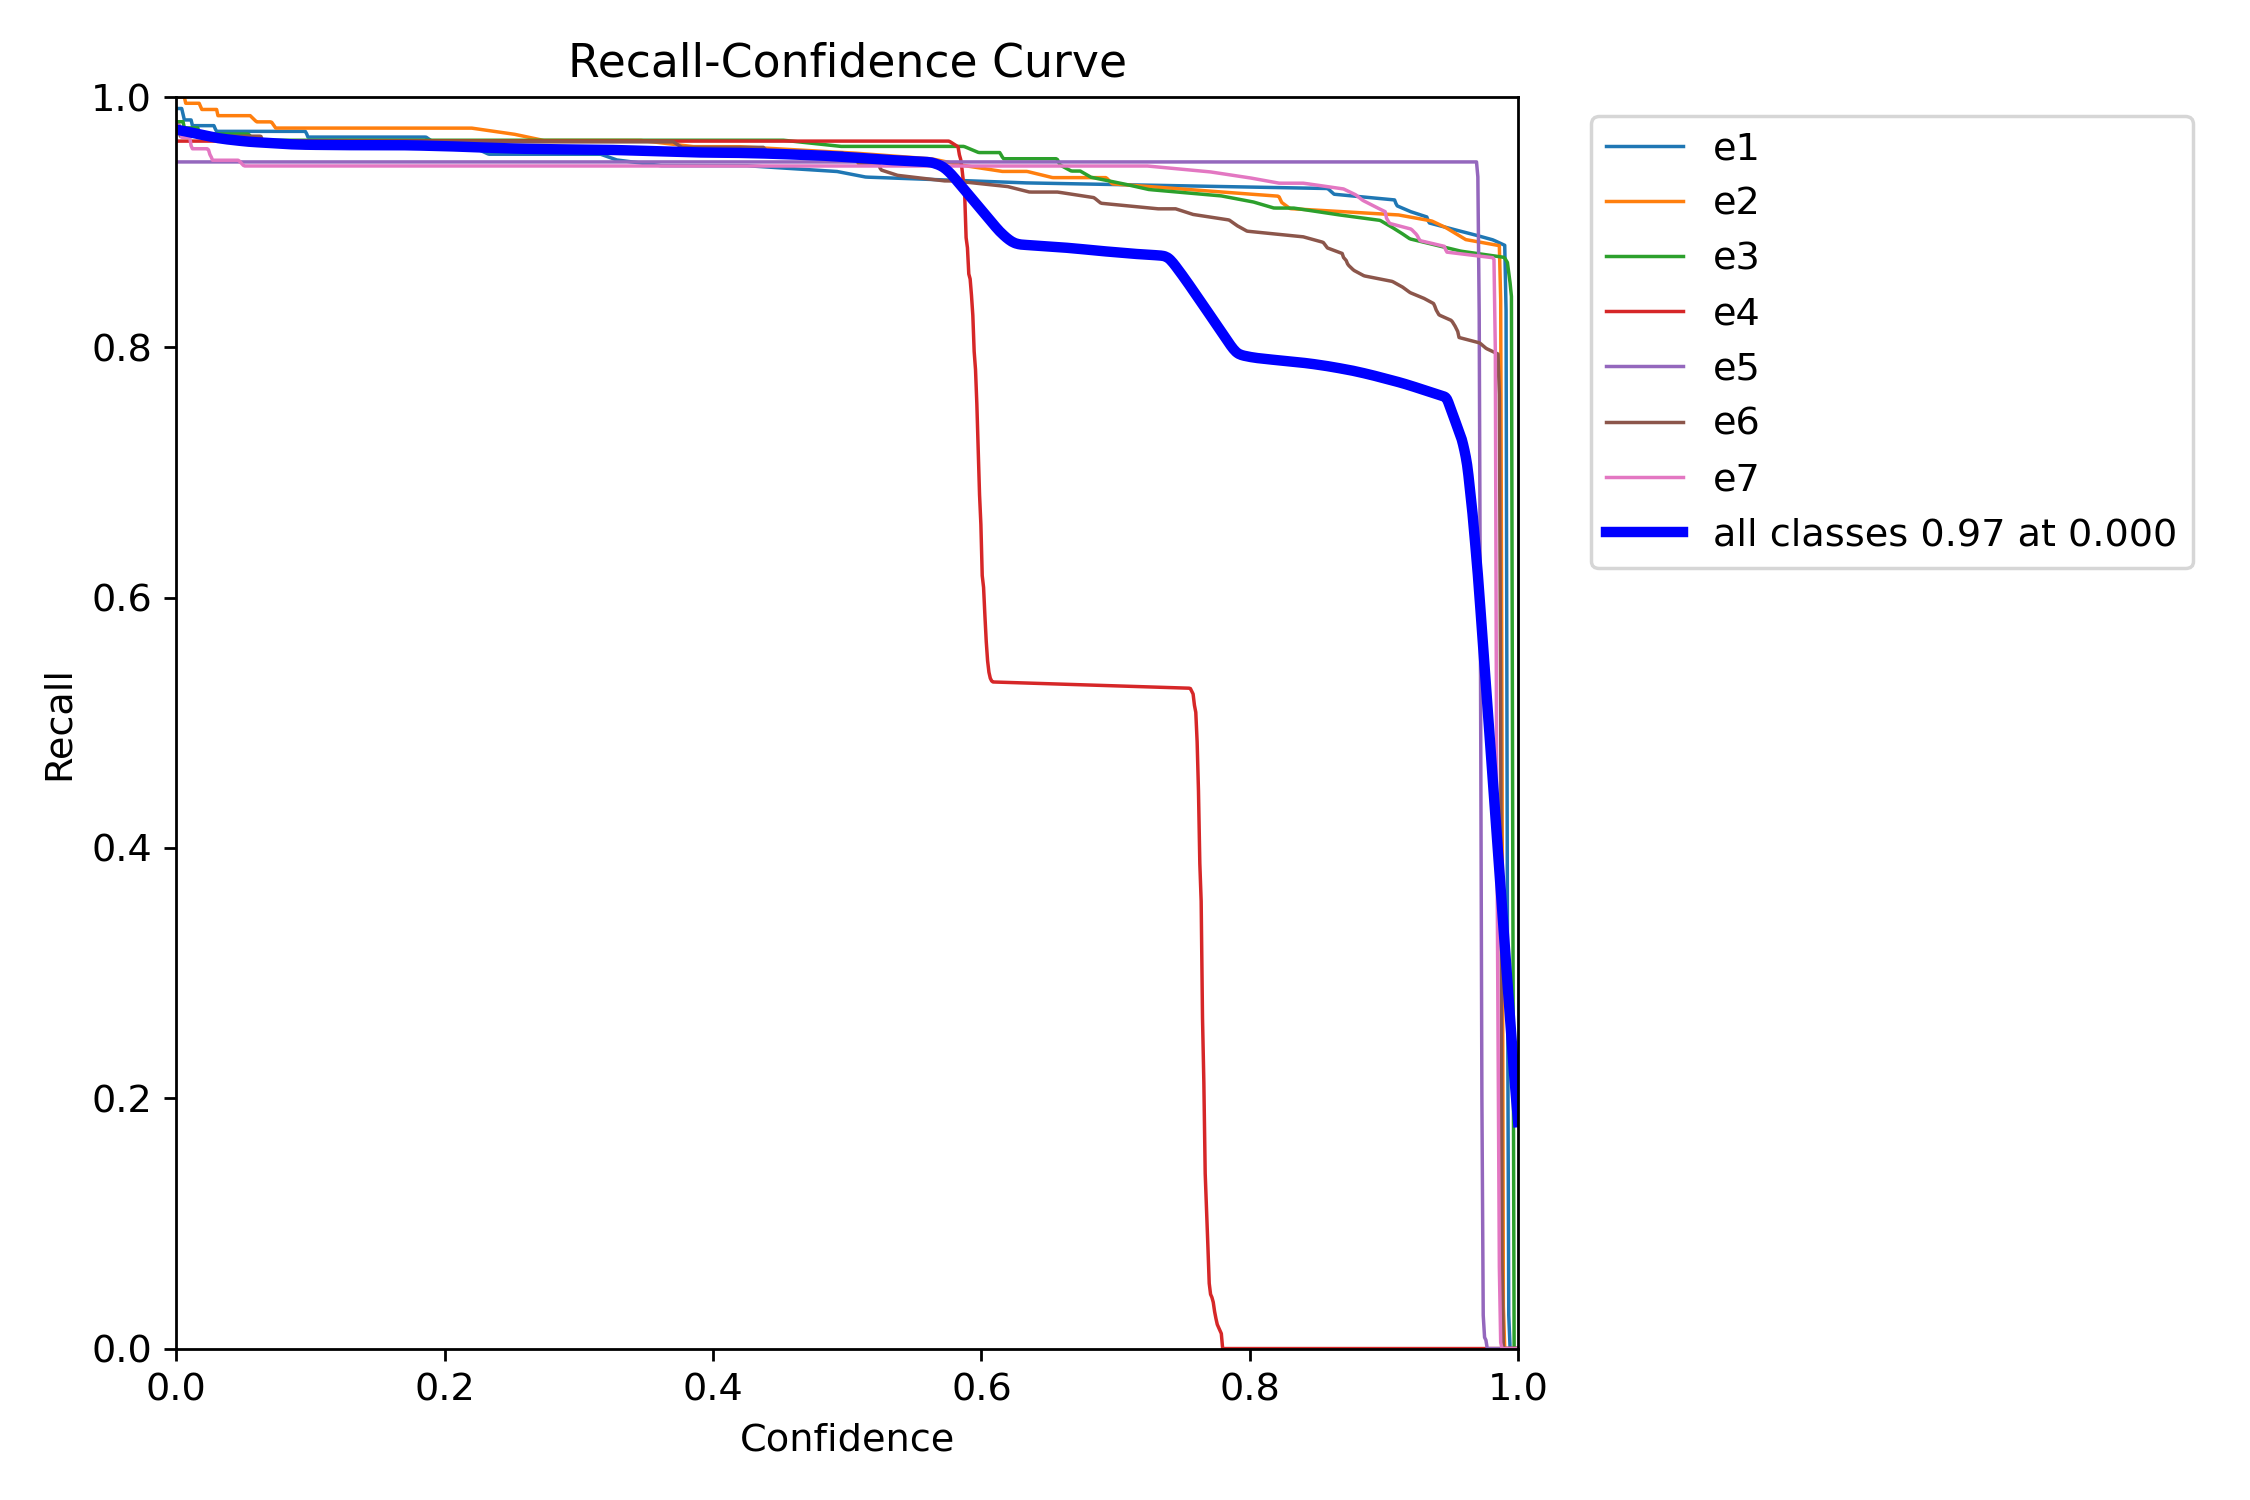 Recall-Confidence Curve
1.0
0.8
0.6
0.4
0.2
0.0
Recall
0.0 0.2 0.4 0.6 0.8 1.0
Confidence
e1
e2
e3
e4
e5
e6
e7
all classes 0.97 at 0.000